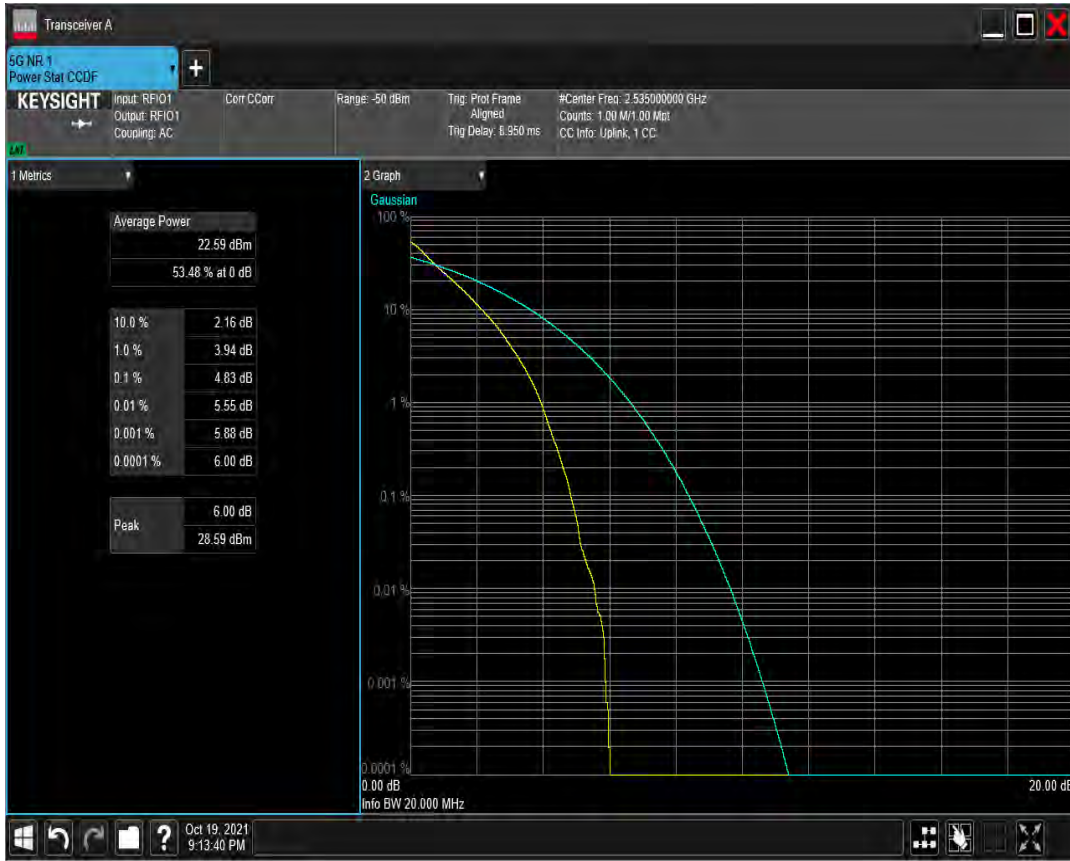 Transceiver A
5G NR 1
Power Stat CCDF
+
KEYSIGHT
Input: RFIO1
Output: RFIO1
Coupling: AC
Corr CCorr
Range: -50 dBm
Trig: Prot Frame
Aligned
Trig Delay: 8.950 ms
#Center Freq: 2.535000000 GHz
Counts: 1.00 M/1.00 Mpt
CC Info: Uplink, 1 CC
1 Metrics
Average Power
22.59 dBm
53.48 % at 0 dB
10.0 % 2.16 dB
1.0 % 3.94 dB
0.1 % 4.83 dB
0.01 % 5.55 dB
0.001 % 5.88 dB
0.0001 % 6.00 dB
Peak 6.00 dB
28.59 dBm
2 Graph
Gaussian
100 %
10 %
1 %
0.1 %
0.01 %
0.001 %
0.0001 %
0.00 dB 20.00 dB
Info BW 20.000 MHz
?
Oct 19, 2021
9:13:40 PM